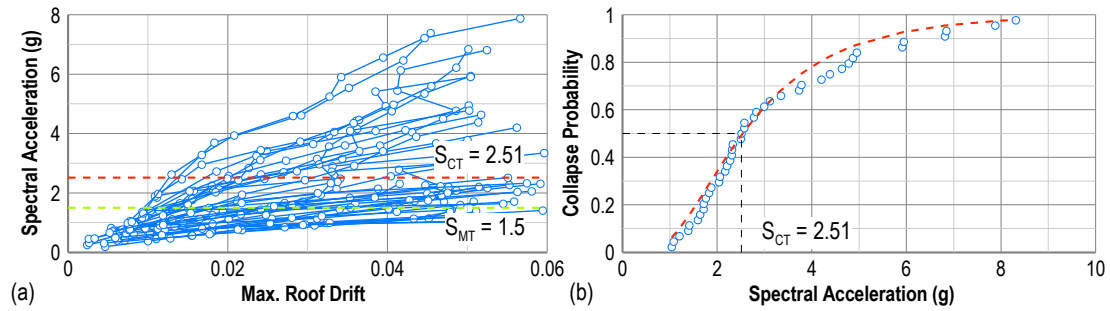 Spectral Acceleration (g)
8
6
4
2
0
S_CT = 2.51
S_MT = 1.5
0
0.02
0.04
0.06
(a)
Max. Roof Drift
Collapse Probability
1
0.8
0.6
0.4
0.2
0
S_CT = 2.51
0
2
4
6
8
10
(b)
Spectral Acceleration (g)